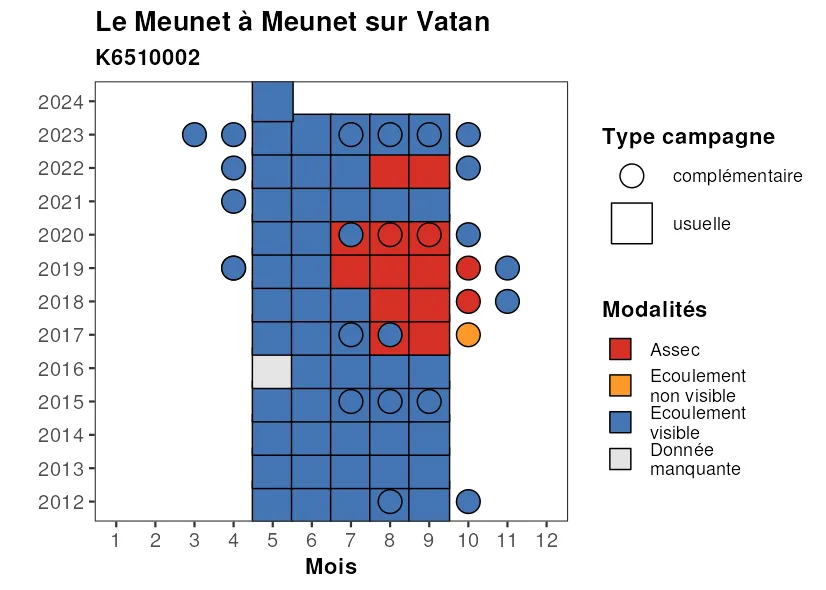 Le Meunet à Meunet sur Vatan
K6510002
2024
2023
2022
2021
2020
2019
2018
2017
2016
2015
2014
2013
2012
1 2 3 4 5 6 7 8 9 10 11 12
Mois
Type campagne
complémentaire
usuelle
Modalités
Assec
Ecoulement
non visible
Ecoulement
visible
Donnée
manquante